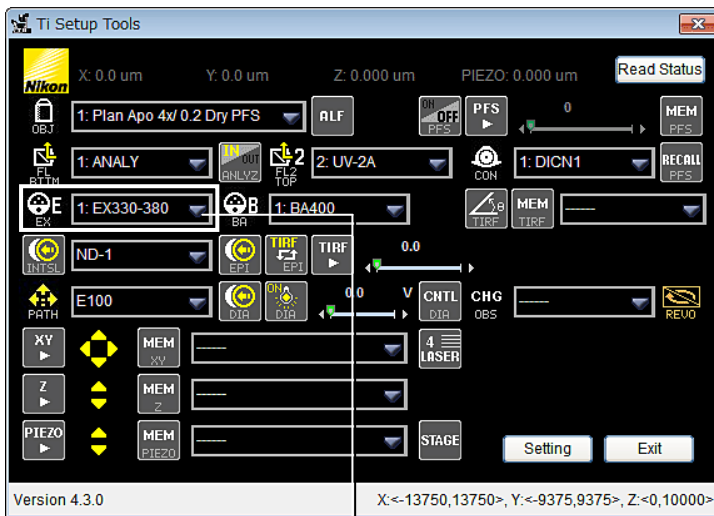 Ti Setup Tools
Nikon X: 0.0 um Y: 0.0 um Z: 0.000 um PIEZO: 0.000 um Read Status
OBJ 1: Plan Apo 4x/ 0.2 Dry PFS ALF ON OFF PFS PFS 0 MEM PFS
FL BTTM 1: ANALY IN OUT ANLYZ 2 FL2 TOP 2: UV-2A CON 1: DICN1 RECALL PFS
E EX 1: EX330-380 B BA 1: BA400 TIRF MEM TIRF -----
INTSL ND-1 EPI TIRF EPI TIRF 0.0
PATH E100 DIA ON DIA 0.0 V CNTL DIA CHG OBS ----- REVO
XY MEM XY ----- 4 LASER
Z MEM Z -----
PIEZO MEM PIEZO ----- STAGE Setting Exit
Version 4.3.0 X:<-13750,13750>, Y:<-9375,9375>, Z:<0,10000>